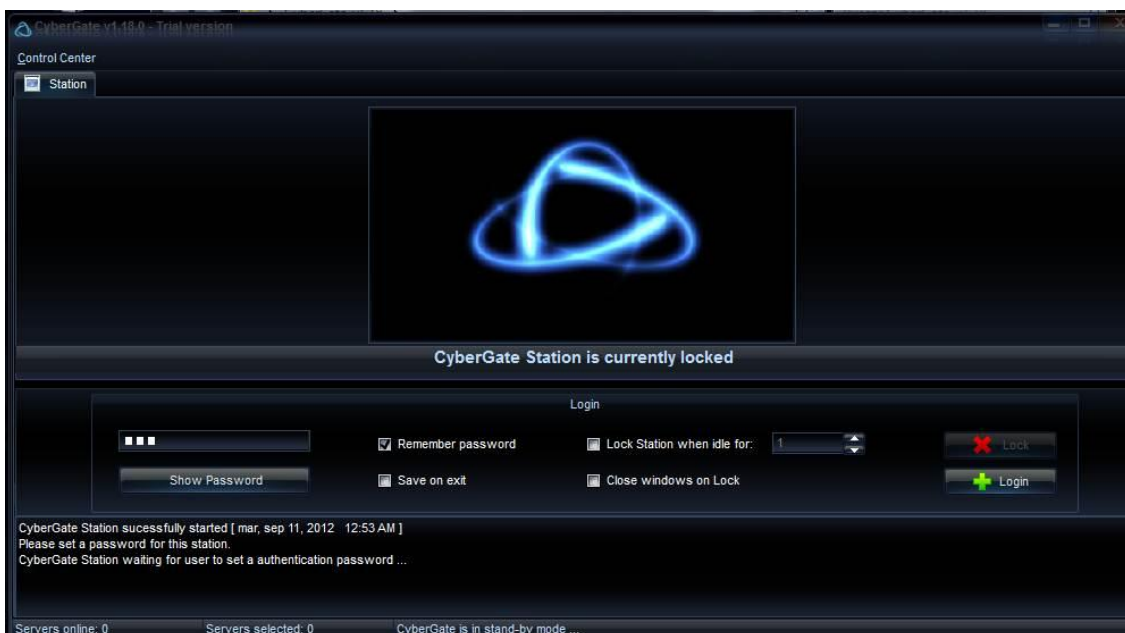 CyberGate v1.18.0 - Trial version
Control Center
Station
CyberGate Station is currently locked
Login
Remember password
Lock Station when idle for:
1
Lock
Show Password
Save on exit
Close windows on Lock
Login
CyberGate Station sucessfully started [ mar, sep 11, 2012 12:53 AM ]
Please set a password for this station.
CyberGate Station waiting for user to set a authentication password ...
Servers online: 0
Servers selected: 0
CyberGate is in stand-by mode ...